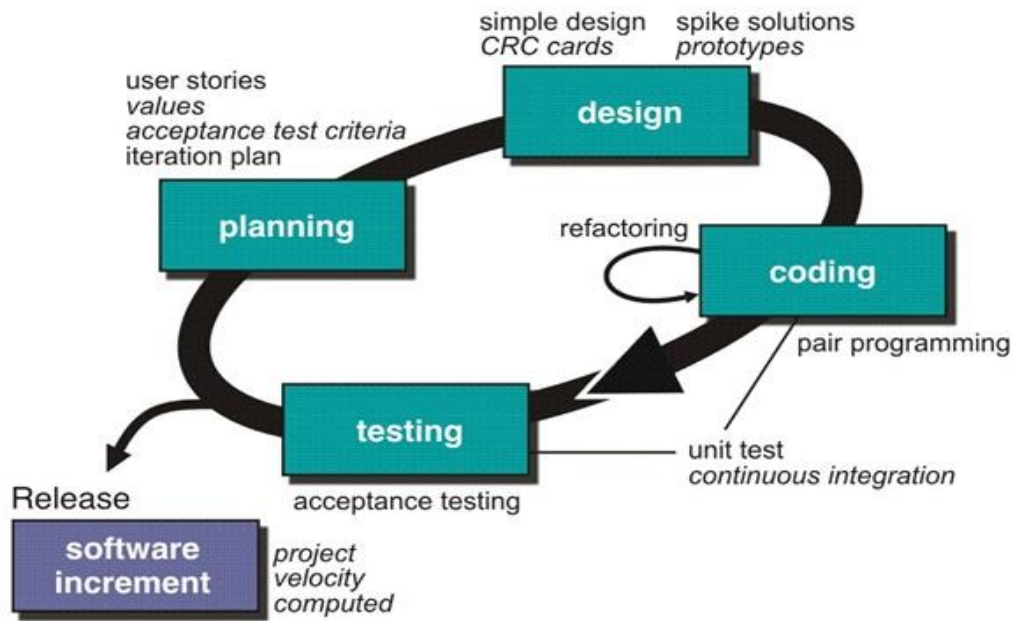 simple design
CRC cards
spike solutions
prototypes
user stories
values
acceptance test criteria
iteration plan
design
planning
refactoring
coding
pair programming
testing
unit test
continuous integration
acceptance testing
Release
software
increment
project
velocity
computed